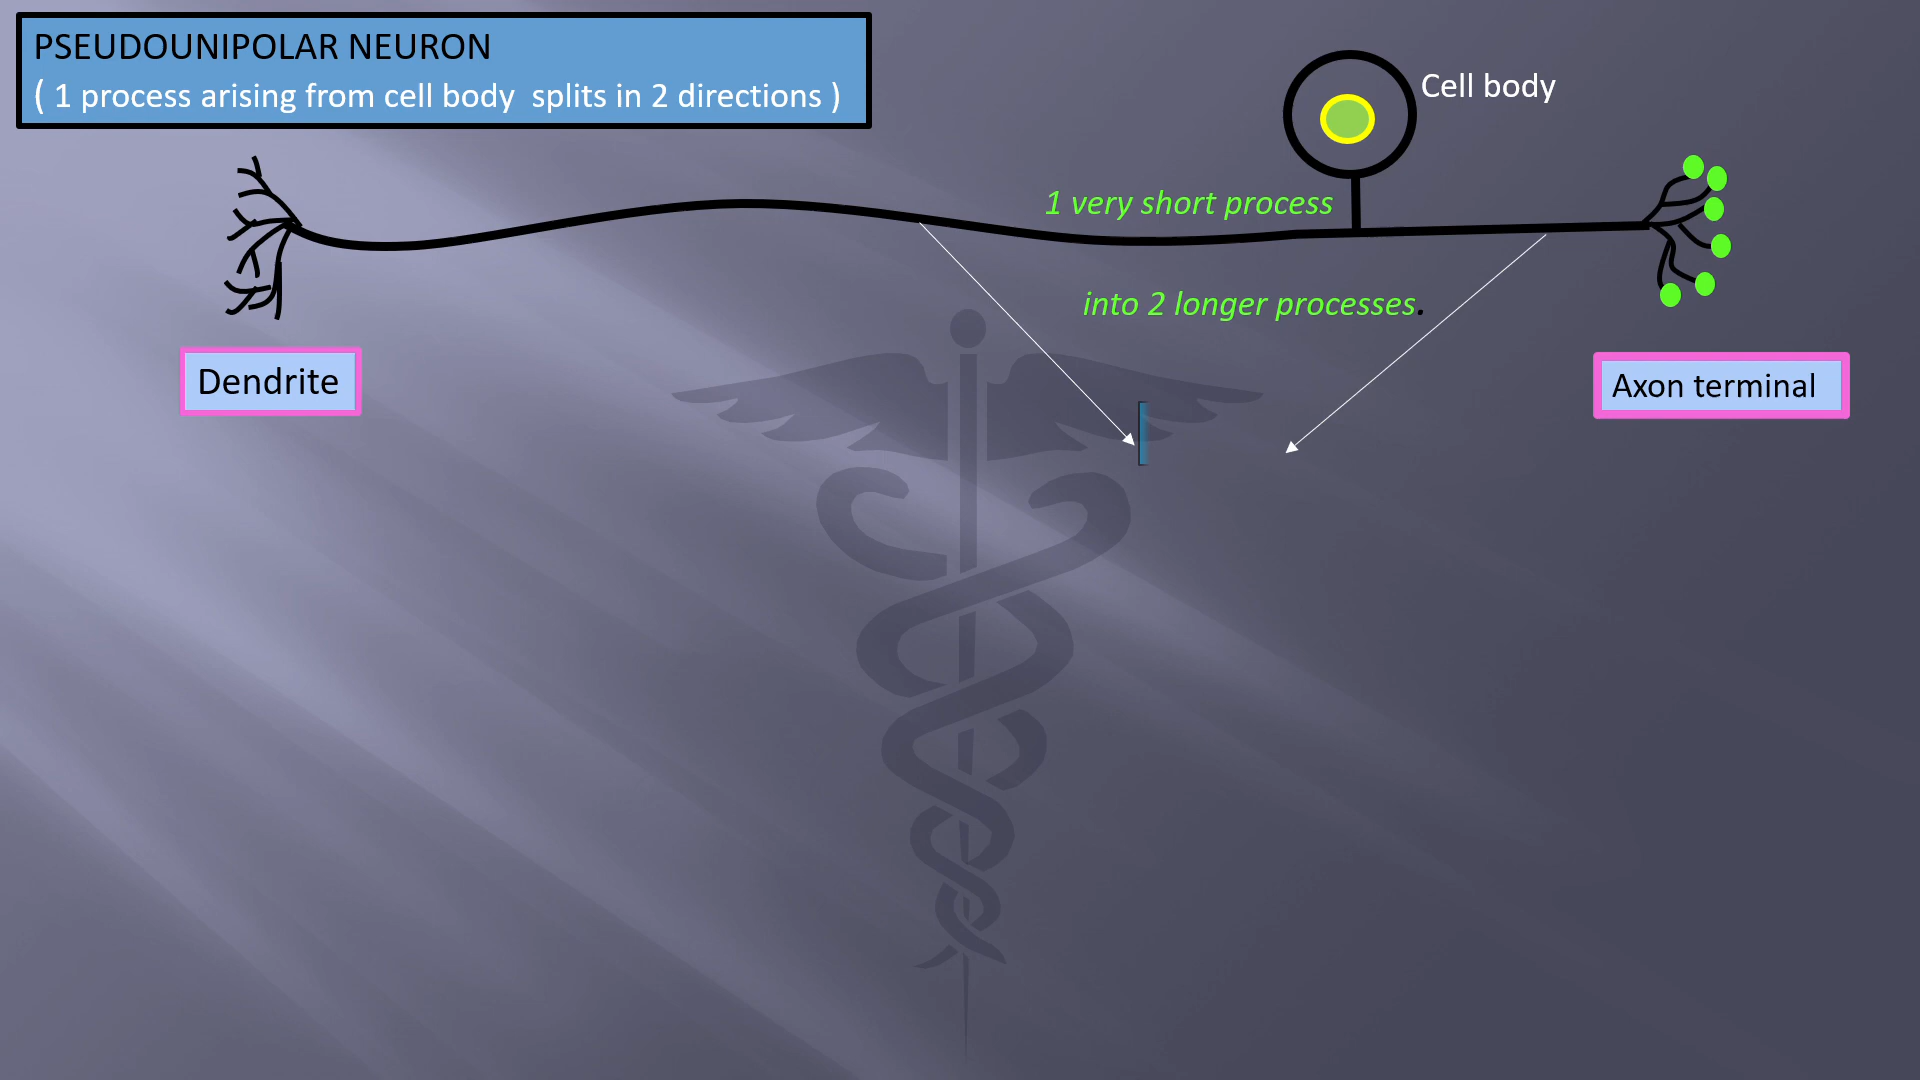 PSEUDOUNIPOLAR NEURON
( 1 process arising from cell body  splits in 2 directions )
Cell body
1 very short process
into 2 longer processes.
Dendrite
Axon terminal